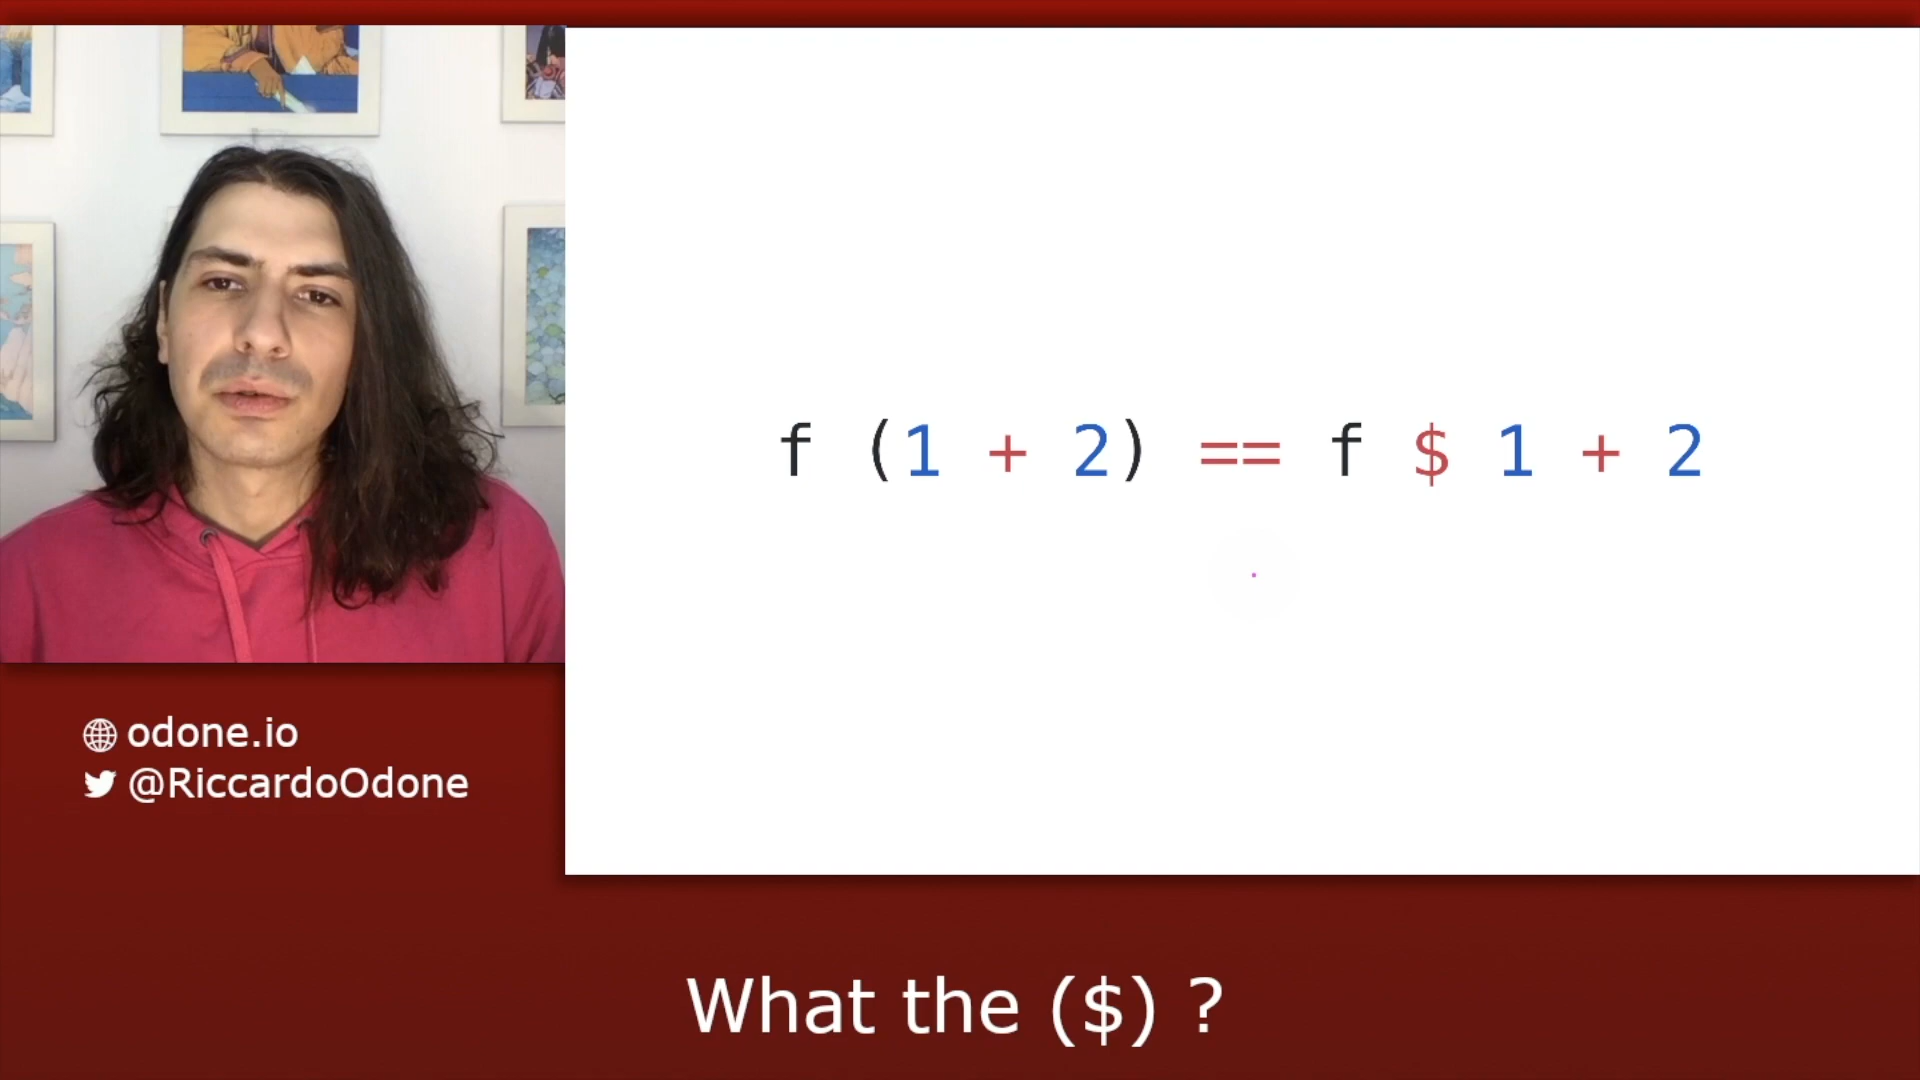 f (1 + 2) == f $ 1 + 2
odone.io
@RiccardoOdone
What the ($) ?